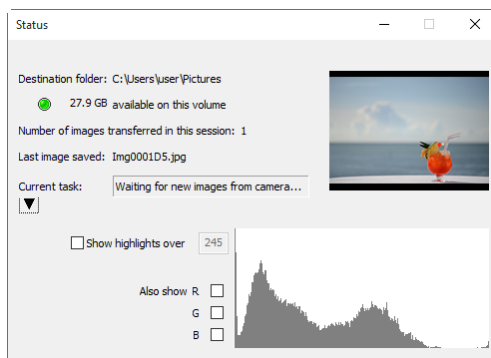 Status
Destination folder: C:\Users\user\Pictures
27.9 GB available on this volume
Number of images transferred in this session: 1
Last image saved: Img0001D5.jpg
Current task: Waiting for new images from camera...
Show highlights over 245
Also show R
G
B